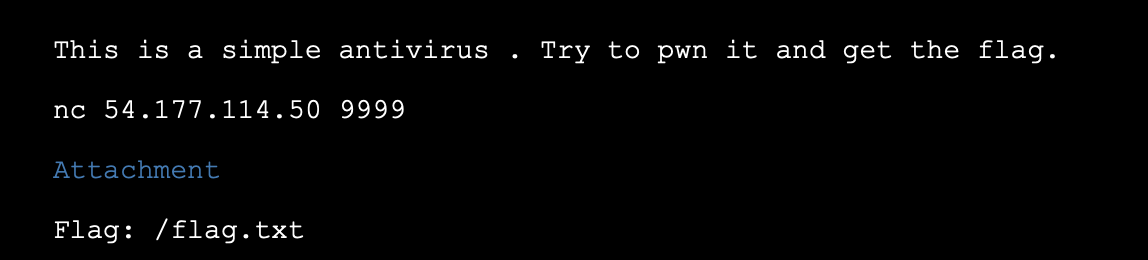 This is a simple antivirus . Try to pwn it and get the flag.
nc 54.177.114.50 9999
Attachment
Flag: /flag.txt